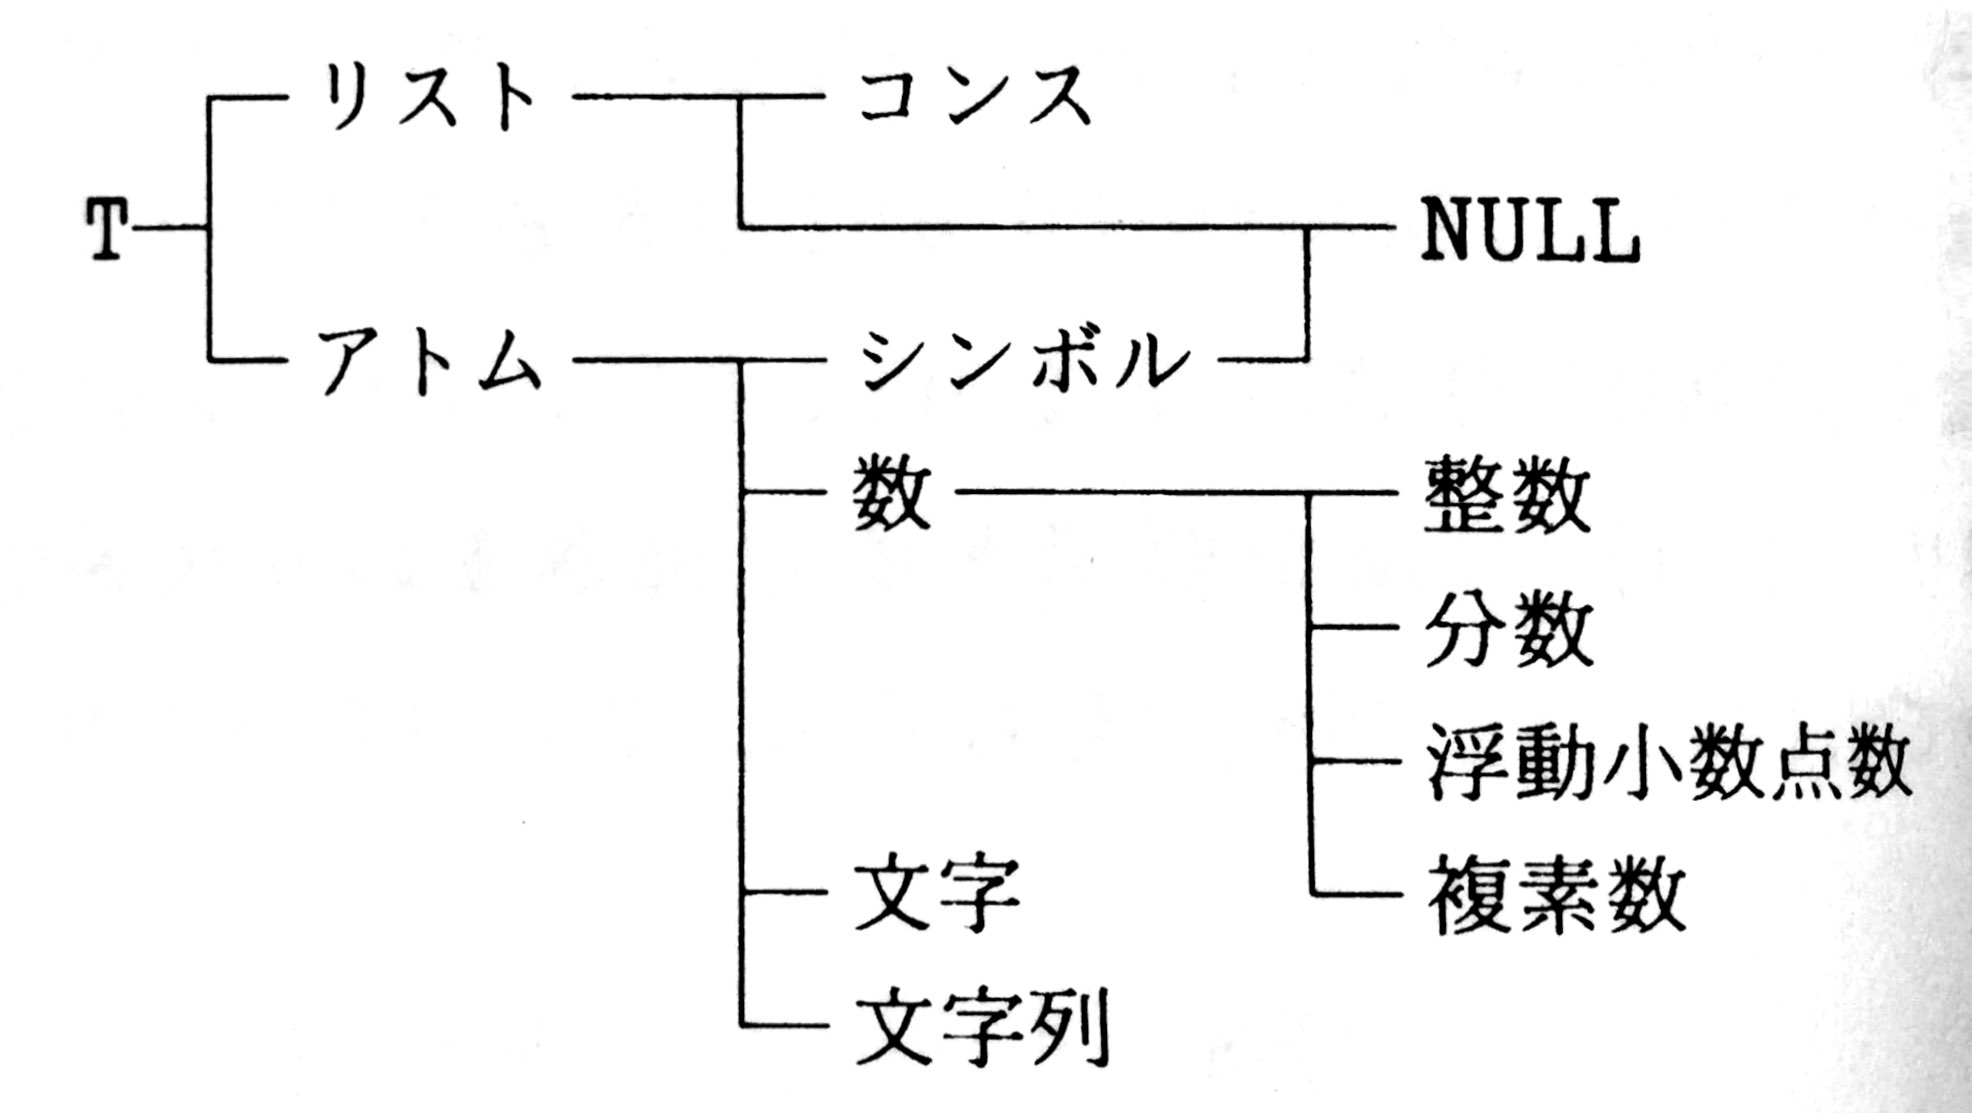 リスト コンス
T NULL
アトム シンボル
数 整数
分数
浮動小数点数
文字 複素数
文字列